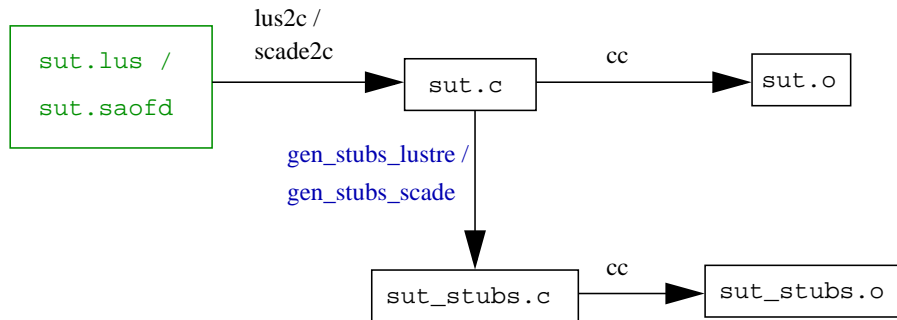 lus2c /
scade2c
cc
sut.lus /
sut.saofd
sut.c
sut.o
gen_stubs_lustre /
gen_stubs_scade
cc
sut_stubs.c
sut_stubs.o